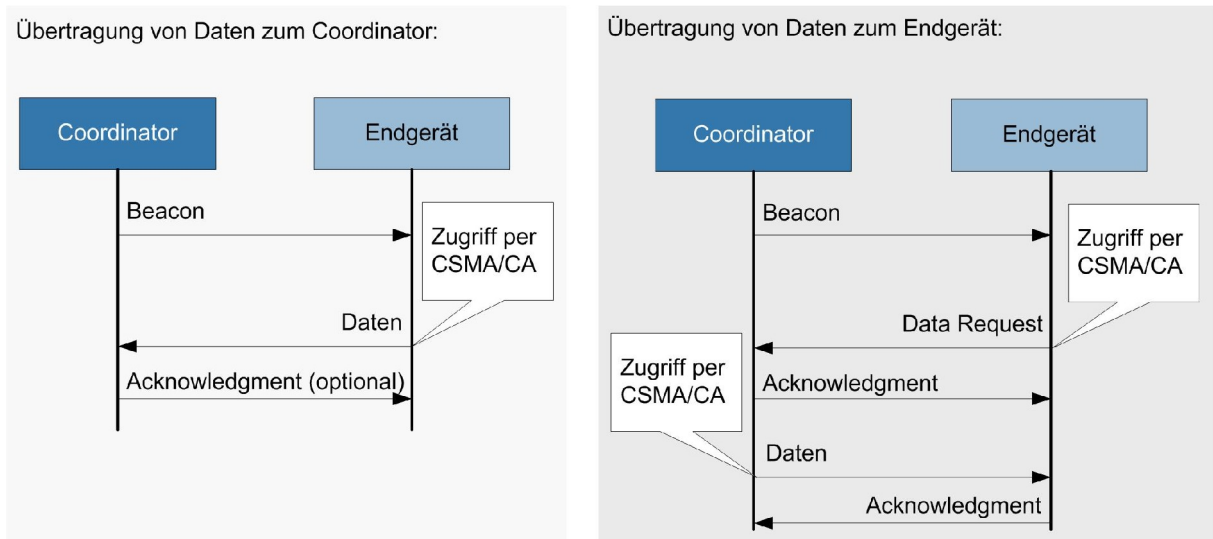 Übertragung von Daten zum Coordinator:
Coordinator
Endgerät
Beacon
Zugriff per
CSMA/CA
Daten
Acknowledgment (optional)
Übertragung von Daten zum Endgerät:
Coordinator
Endgerät
Beacon
Zugriff per
CSMA/CA
Data Request
Zugriff per
CSMA/CA
Acknowledgment
Daten
Acknowledgment